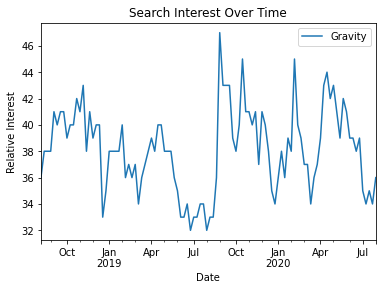 Search Interest Over Time
Gravity
Relative Interest
46
44
42
40
38
36
34
32
Oct
Jan
2019
Apr
Jul
Oct
Jan
2020
Apr
Jul
Date